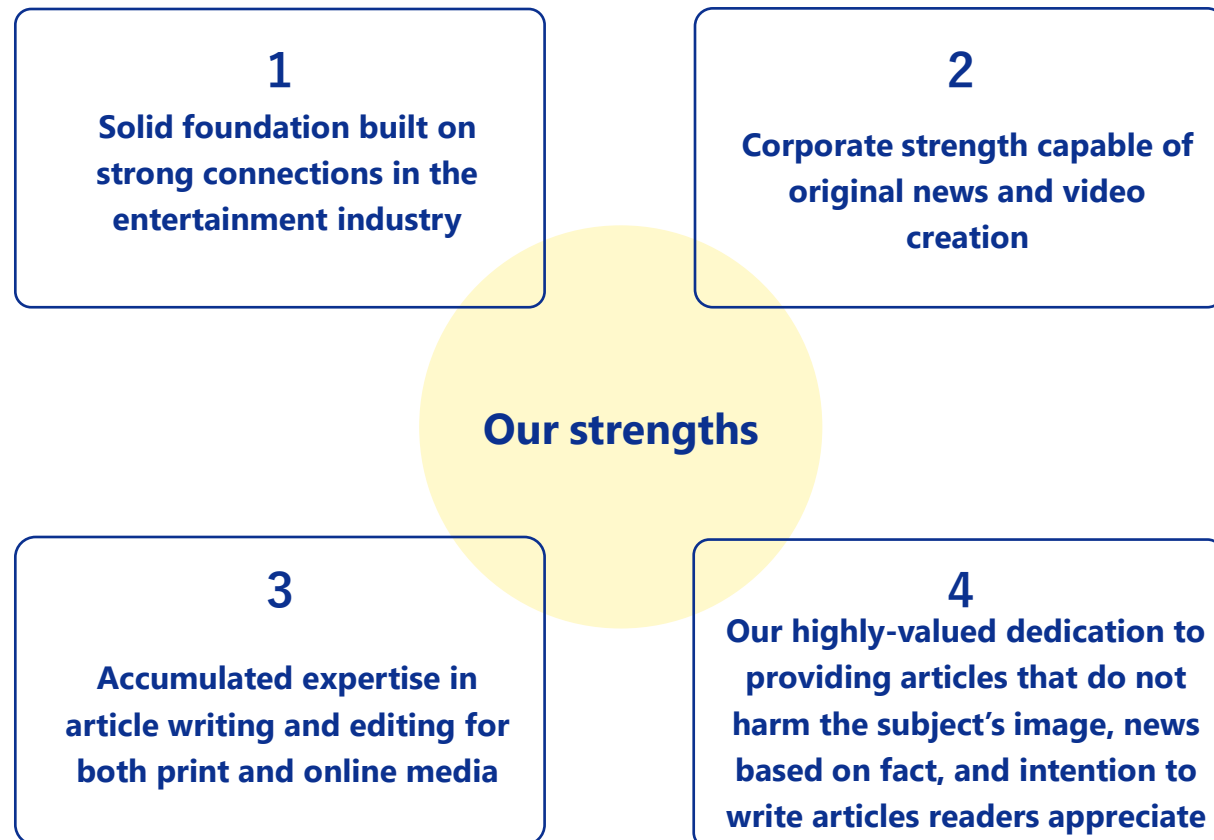 1
Solid foundation built on
strong connections in the
entertainment industry
2
Corporate strength capable of
original news and video
creation
Our strengths
3
Accumulated expertise in
article writing and editing for
both print and online media
4
Our highly-valued dedication to
providing articles that do not
harm the subject’s image, news
based on fact, and intention to
write articles readers appreciate